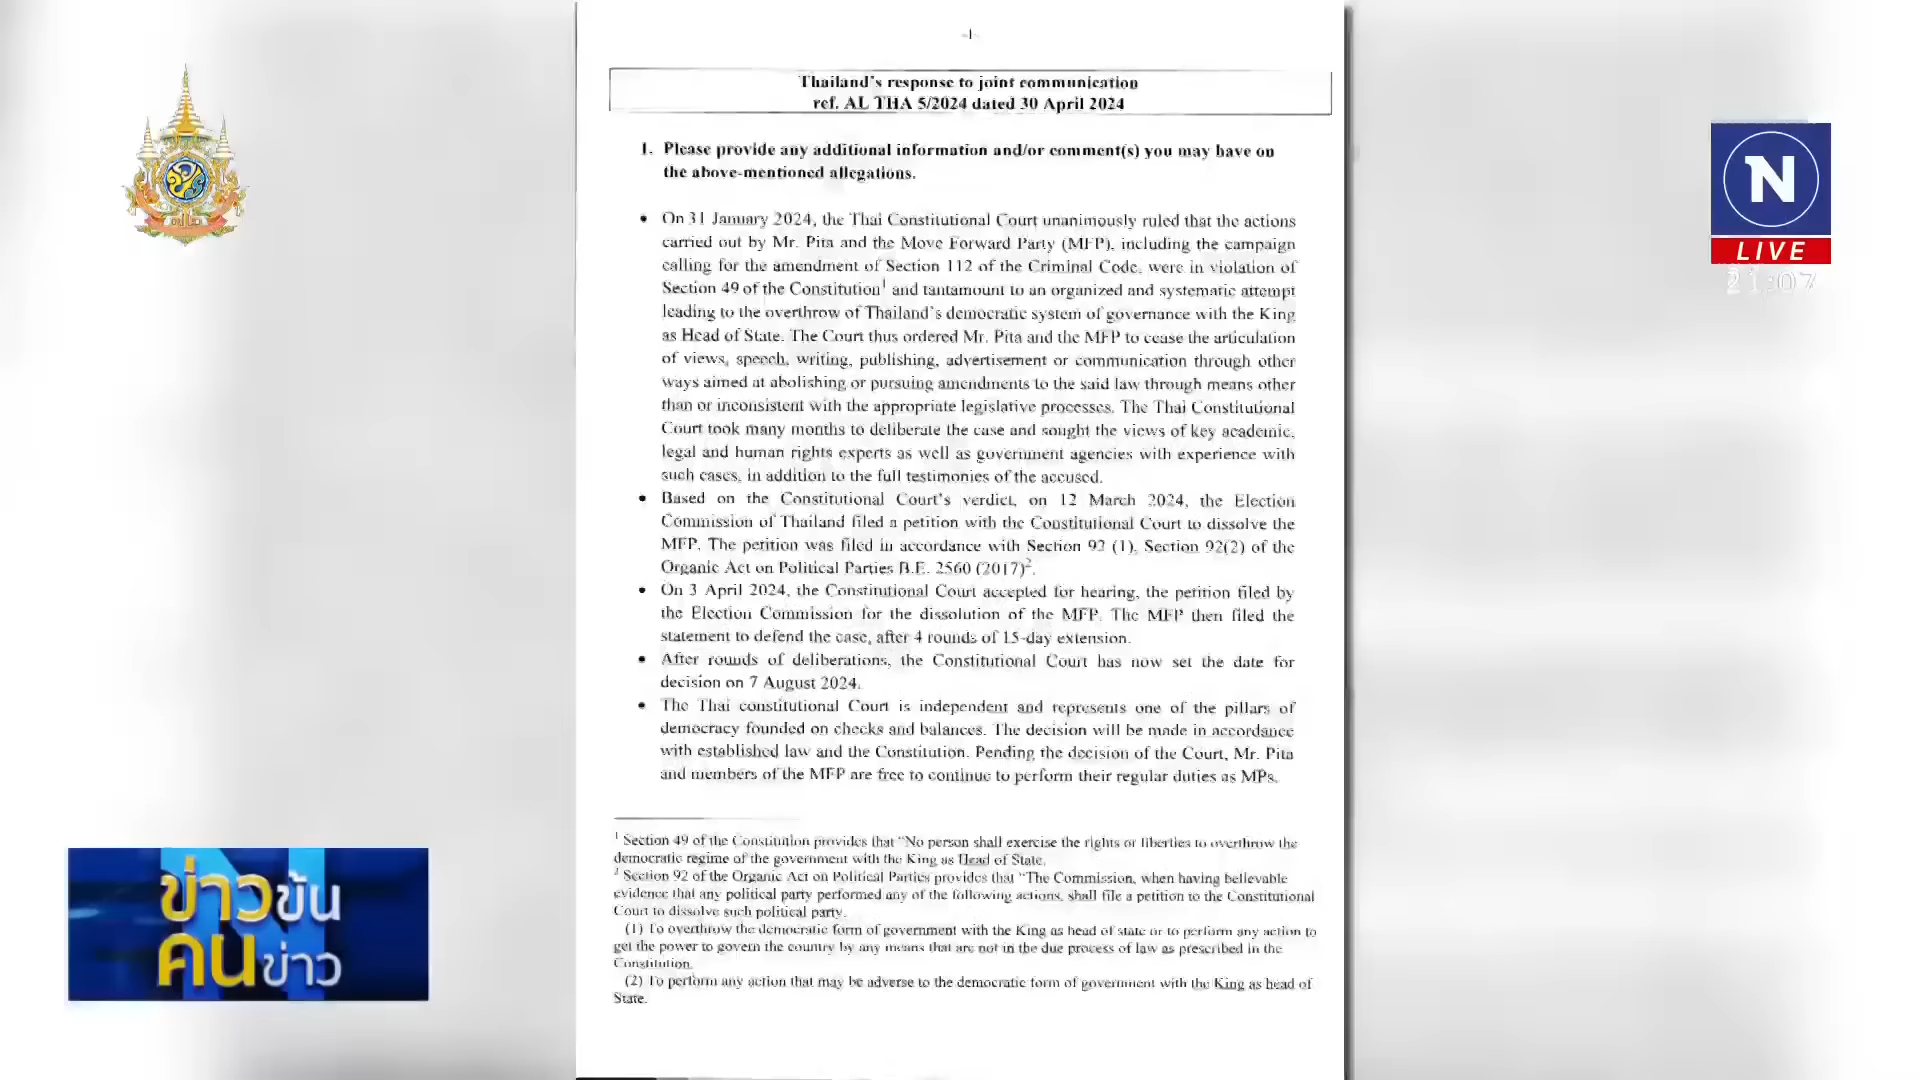 -1-
Thailand's response to joint communication
ref. AL THA 5/2024 dated 30 April 2024
1. Please provide any additional information and/or comment(s) you may have on
the above-mentioned allegations.
• On 31 January 2024, the Thai Constitutional Court unanimously ruled that the actions
carried out by Mr. Pita and the Move Forward Party (MFP), including the campaign
calling for the amendment of Section 112 of the Criminal Code, were in violation of
Section 49 of the Constitution¹ and tantamount to an organized and systematic attempt
leading to the overthrow of Thailand's democratic system of governance with the King
as Head of State. The Court thus ordered Mr. Pita and the MFP to cease the articulation
of views, speech, writing, publishing, advertisement or communication through other
ways aimed at abolishing or pursuing amendments to the said law through means other
than or inconsistent with the appropriate legislative processes. The Thai Constitutional
Court took many months to deliberate the case and sought the views of key academic,
legal and human rights experts as well as government agencies with experience with
such cases, in addition to the full testimonies of the accused.
• Based on the Constitutional Court's verdict, on 12 March 2024, the Election
Commission of Thailand filed a petition with the Constitutional Court to dissolve the
MFP. The petition was filed in accordance with Section 92 (1), Section 92(2) of the
Organic Act on Political Parties B.E. 2560 (2017)².
• On 3 April 2024, the Constitutional Court accepted for hearing, the petition filed by
the Election Commission for the dissolution of the MFP. The MFP then filed the
statement to defend the case, after 4 rounds of 15-day extension.
• After rounds of deliberations, the Constitutional Court has now set the date for
decision on 7 August 2024.
• The Thai constitutional Court is independent and represents one of the pillars of
democracy founded on checks and balances. The decision will be made in accordance
with established law and the Constitution. Pending the decision of the Court, Mr. Pita
and members of the MFP are free to continue to perform their regular duties as MPs.
¹ Section 49 of the Constitution provides that "No person shall exercise the rights or liberties to overthrow the
democratic regime of the government with the King as Head of State.
² Section 92 of the Organic Act on Political Parties provides that "The Commission, when having believable
evidence that any political party performed any of the following actions, shall file a petition to the Constitutional
Court to dissolve such political party.
(1) To overthrow the democratic form of government with the King as head of state or to perform any action to
get the power to govern the country by any means that are not in the due process of law as prescribed in the
Constitution.
(2) To perform any action that may be adverse to the democratic form of government with the King as head of
State.
N
LIVE
21:07
ข่าวข้น
คนข่าว